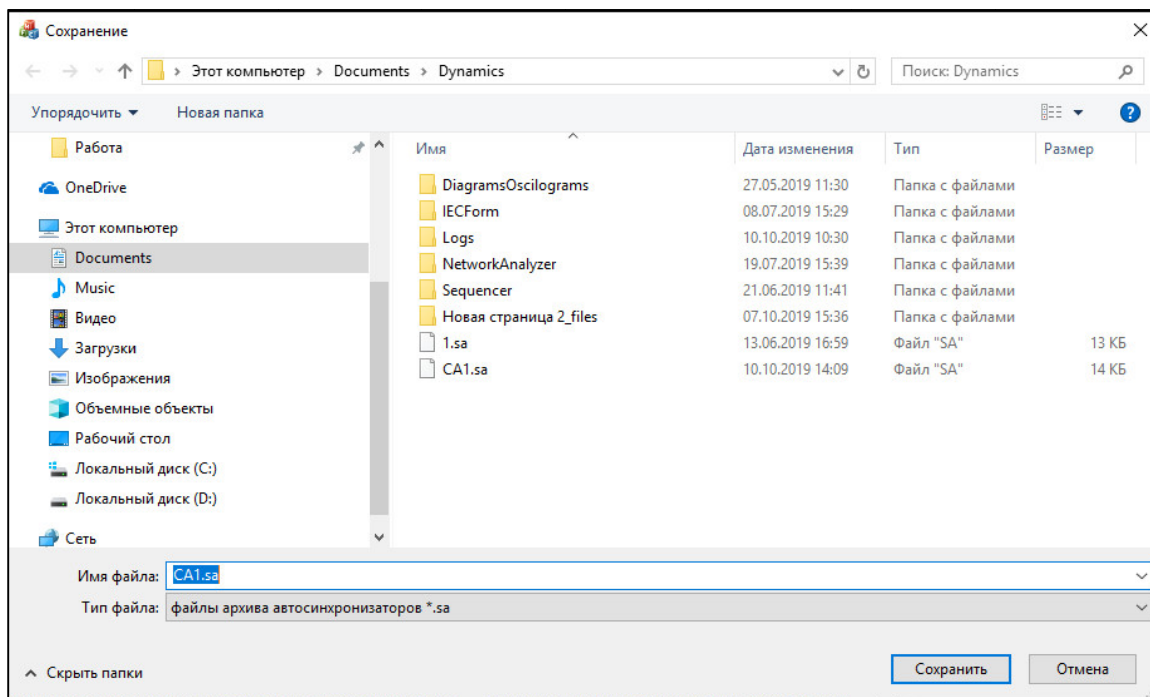 Сохранение
Этот компьютер > Documents > Dynamics
Поиск: Dynamics
Упорядочить
Новая папка
Работа
OneDrive
Этот компьютер
Documents
Music
Видео
Загрузки
Изображения
Объемные объекты
Рабочий стол
Локальный диск (C:)
Локальный диск (D:)
Сеть
Имя Дата изменения Тип Размер
DiagramsOscilograms 27.05.2019 11:30 Папка с файлами
IECForm 08.07.2019 15:29 Папка с файлами
Logs 10.10.2019 10:30 Папка с файлами
NetworkAnalyzer 19.07.2019 15:39 Папка с файлами
Sequencer 21.06.2019 11:41 Папка с файлами
Новая страница 2_files 07.10.2019 15:36 Папка с файлами
1.sa 13.06.2019 16:59 Файл "SA" 13 КБ
CA1.sa 10.10.2019 14:09 Файл "SA" 14 КБ
Имя файла: CA1.sa
Тип файла: файлы архива автосинхронизаторов *.sa
Скрыть папки
Сохранить
Отмена